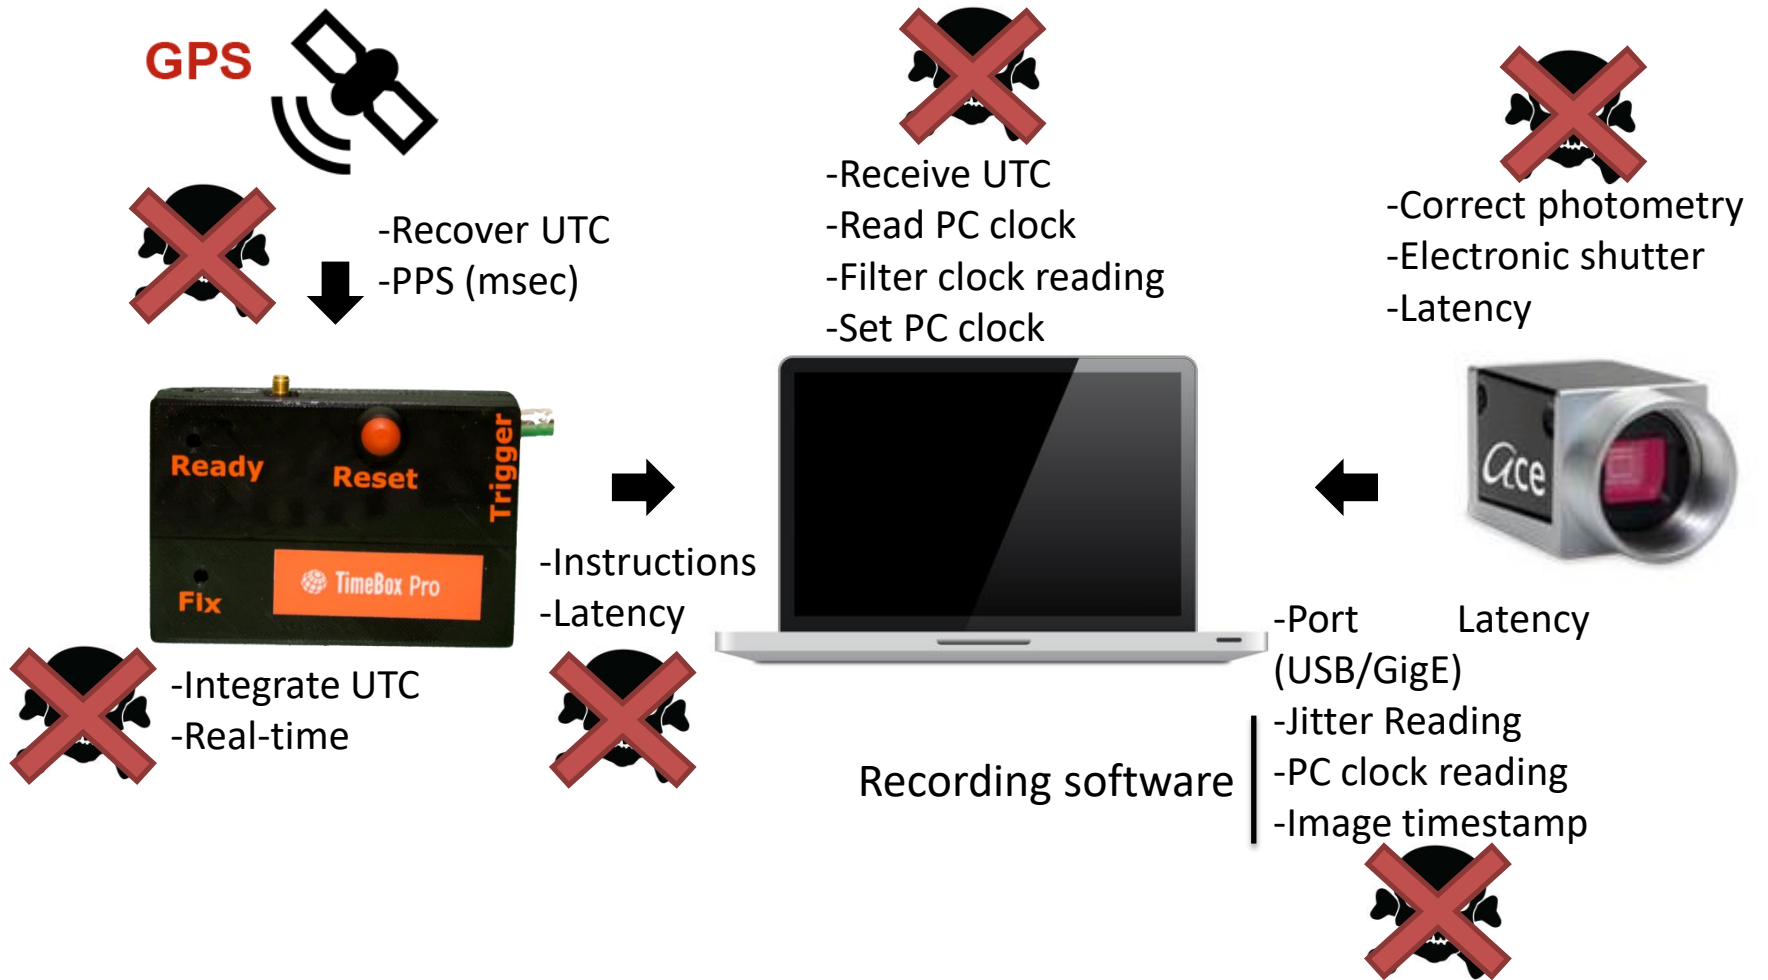 GPS
-Recover UTC
-PPS (msec)
-Receive UTC
-Read PC clock
-Filter clock reading
-Set PC clock
-Correct photometry
-Electronic shutter
-Latency
Ready
Reset
Trigger
Fix
TimeBox Pro
-Instructions
-Latency
ace
-Integrate UTC
-Real-time
-Port Latency
(USB/GigE)
-Jitter Reading
-PC clock reading
-Image timestamp
Recording software